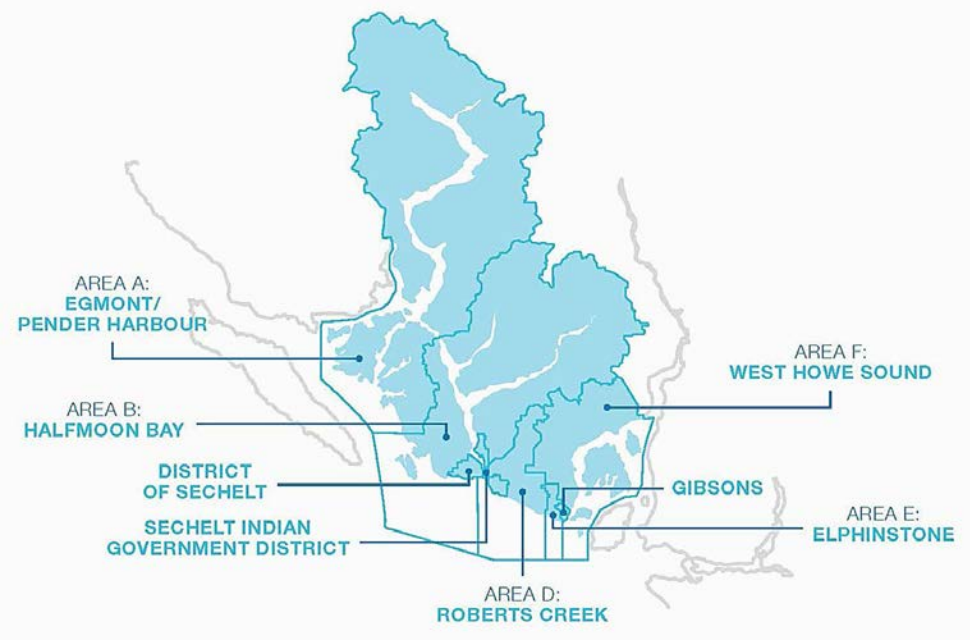 AREA A:
EGMONT/
PENDER HARBOUR
AREA B:
HALFMOON BAY
DISTRICT
OF SECHELT
SECHELT INDIAN
GOVERNMENT DISTRICT
AREA D:
ROBERTS CREEK
AREA F:
WEST HOWE SOUND
GIBSONS
AREA E:
ELPHINSTONE